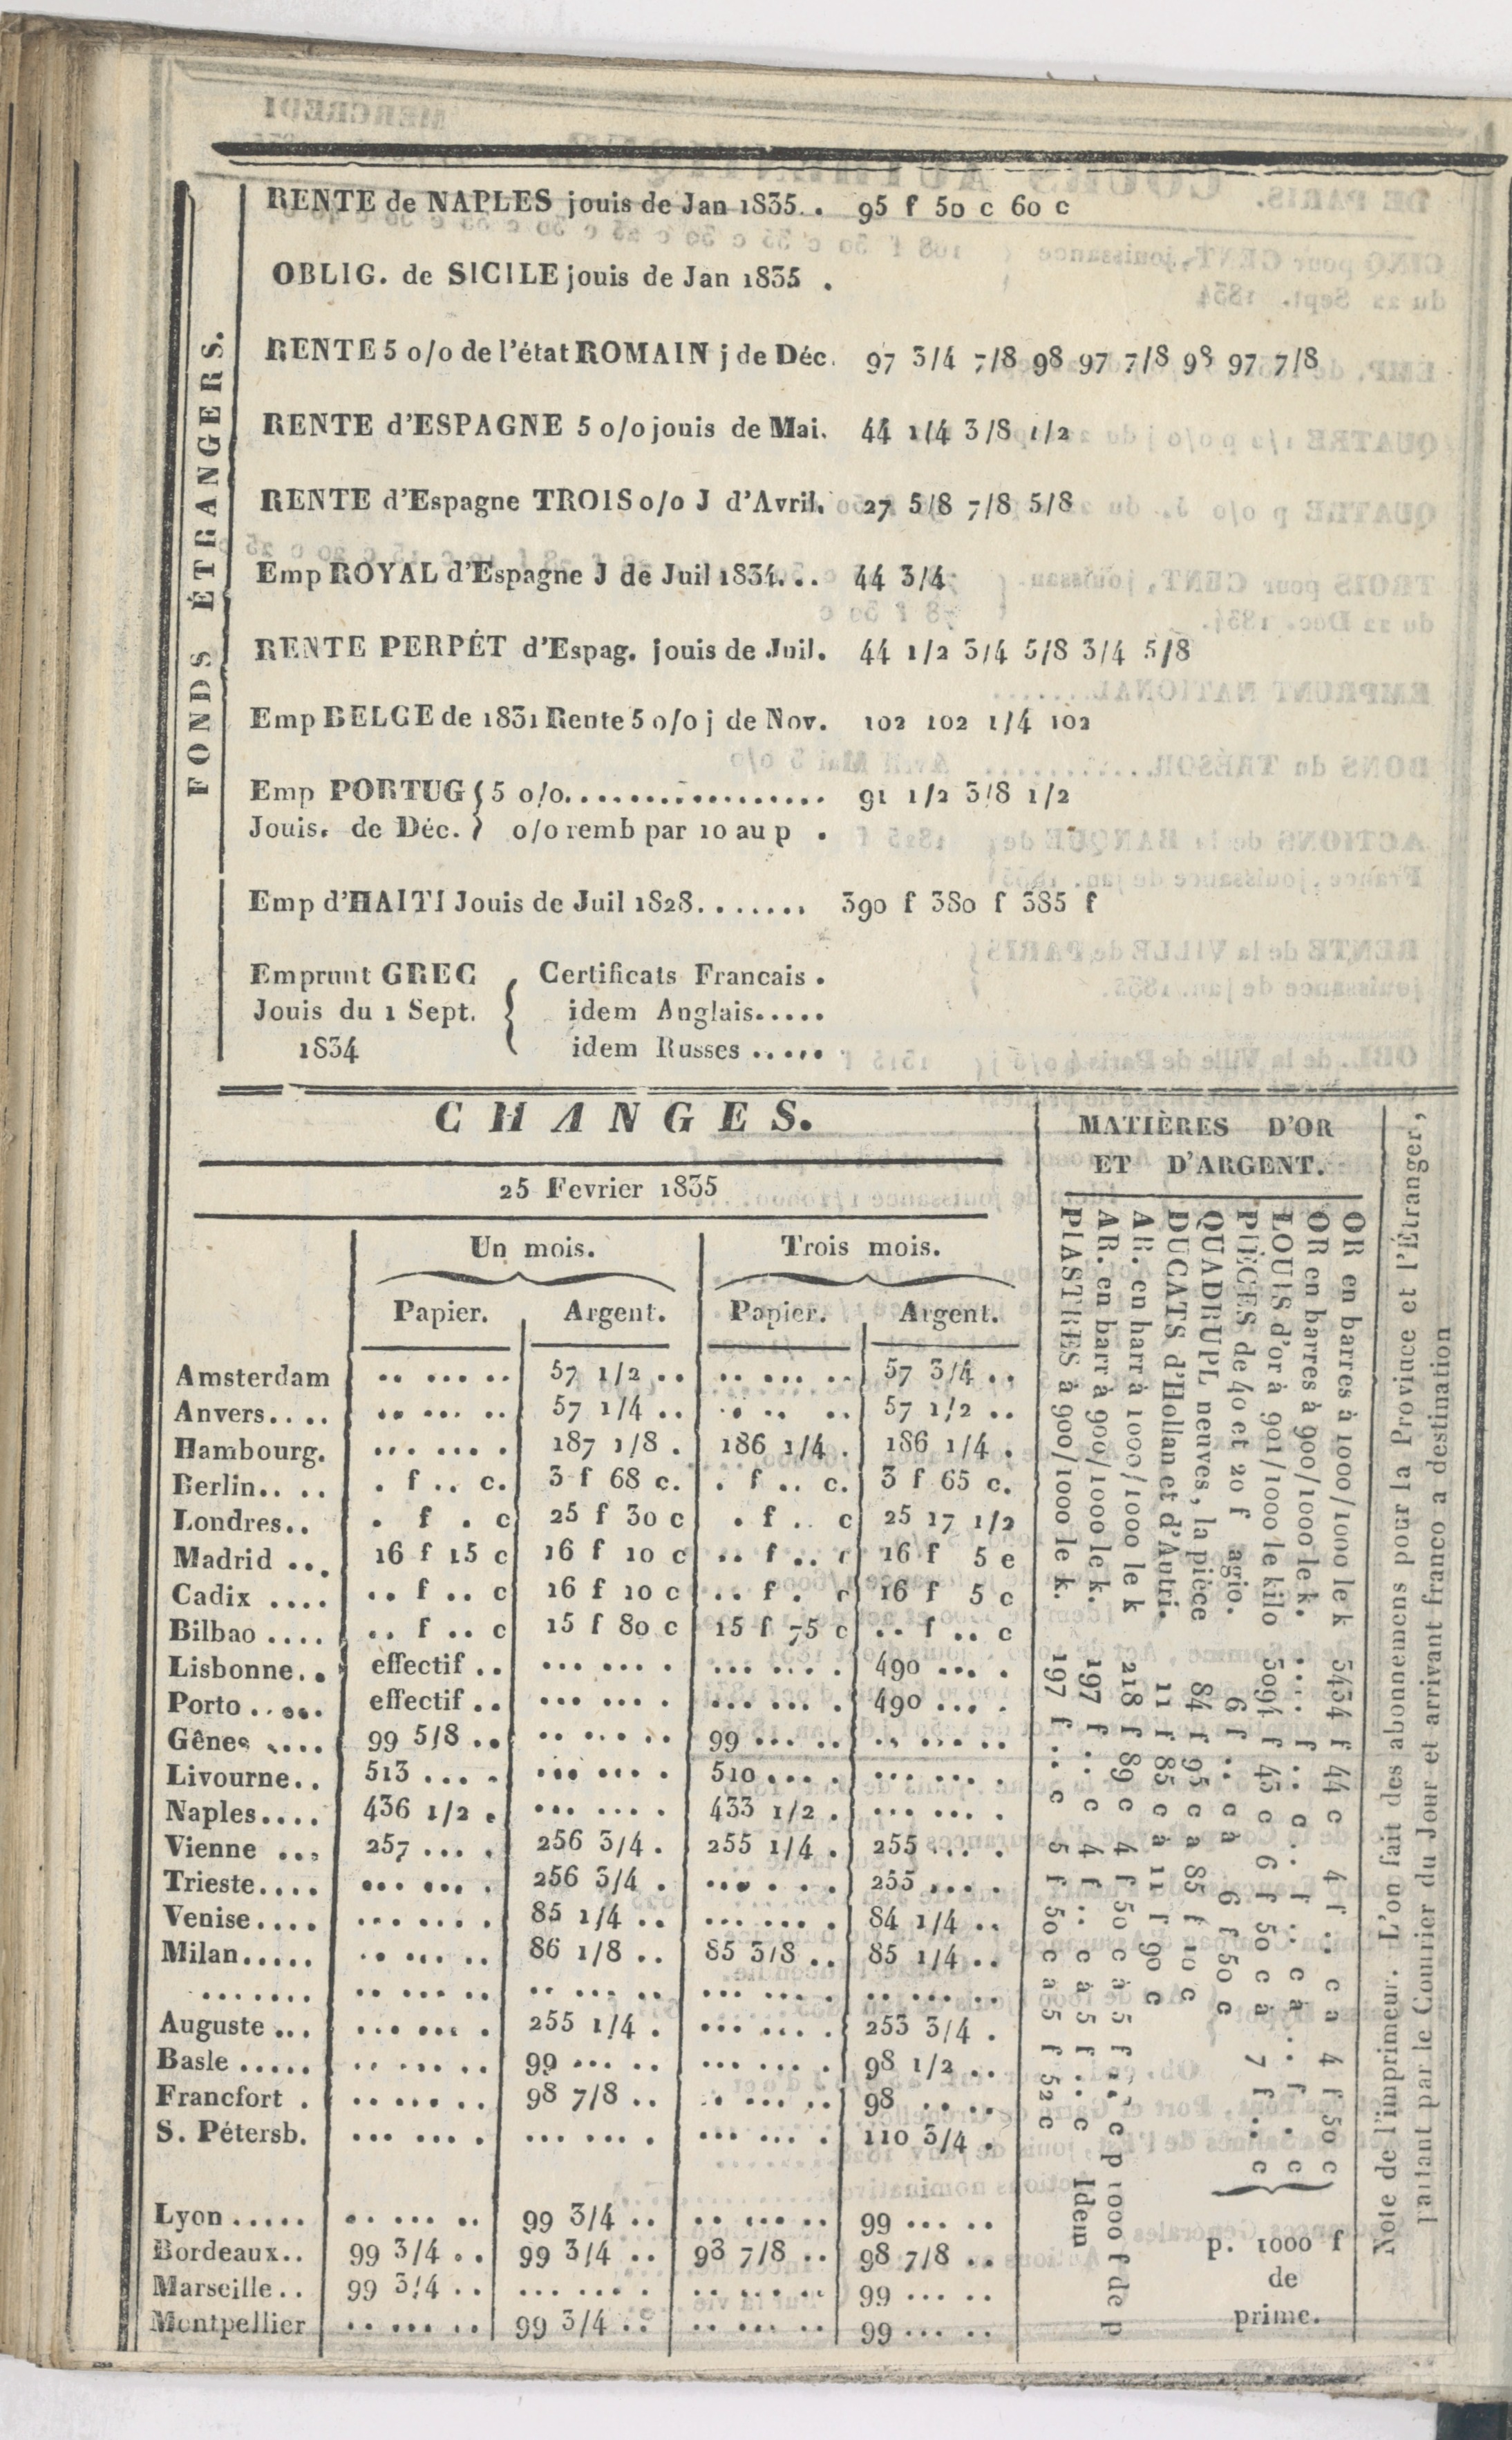 FONDS ÉTRANGERS.
RENTE de NAPLES jouis de Jan 1835. . 95 f 50 c 60 c
OBLIG. de SICILE jouis de Jan 1835 .
RENTE 5 o/o de l'état ROMAIN j de Déc. 97 3/4 7/8 98 97 7/8 98 97 7/8
RENTE d'ESPAGNE 5 o/o jouis de Mai. 44 1/4 3/8 1/2
RENTE d'Espagne TROIS o/o J d'Avril. 27 5/8 7/8 5/8
Emp ROYAL d'Espagne J de Juil 1834... 44 3/4
RENTE PERPÉT d'Espag. jouis de Juil. 44 1/2 3/4 5/8 3/4 5/8
Emp BELGE de 1831 Rente 5 o/o j de Nov. 102 102 1/4 102
Emp PORTUG { 5 o/o................. 91 1/2 3/8 1/2
Jouis. de Déc. } o/o remb par 10 au p .
Emp d'HAITI Jouis de Juil 1828....... 390 f 380 f 385 f
Emprunt GREC { Certificats Francais .
Jouis du 1 Sept. idem Anglais.....
1834 idem Russes .....
CHANGES.
25 Fevrier 1835
Un mois. Trois mois.
Papier. Argent. Papier. Argent.
Amsterdam .. ... .. 57 1/2 .. .. ... .. 57 3/4 ..
Anvers.... .. ... .. 57 1/4 .. .. .. .. 57 1/2 ..
Hambourg. ... ... . 187 1/8 . 186 1/4 . 186 1/4 .
Berlin.. .. . f .. c. 3 f 68 c. . f .. c. 3 f 65 c.
Londres.. . f . c 25 f 30 c . f .. c 25 17 1/2
Madrid ... 16 f 15 c 16 f 10 c .. f .. c 16 f 5 e
Cadix .... .. f .. c 16 f 10 c .. f . c 16 f 5 c
Bilbao .... .. f .. c 15 f 80 c 15 f 75 c .. f .. c
Lisbonne.. effectif .. ... ... . ... ... . 490 ... .
Porto ..... effectif .. ... ... . ... ... . 490 ... .
Gênes .... 99 5/8 .. .. ... .. 99 ... .. .. ... ..
Livourne.. 513 ... . ... ... . 510 ... . ... ... .
Naples.... 436 1/2 . ... ... . 433 1/2 . ... ... .
Vienne ... 257 ... . 256 3/4 . 255 1/4 . 255 ... .
Trieste.... ... ... . 256 3/4 . ... . . . 255 ... .
Venise.... ... ... . 85 1/4 .. ... ... . 84 1/4 ..
Milan..... .. ... .. 86 1/8 .. 85 3/8 .. 85 1/4 ..
....... .. ... .. .. ... .. ... ... . .. ... ..
Auguste ... ... ... . 255 1/4 . ... ... . 253 3/4 .
Basle ..... .. ... .. 99 ... .. ... ... . 98 1/2 ..
Francfort . .. ... .. 98 7/8 .. .. ... .. 98 .. ..
S. Pétersb. ... ... . ... ... . ... ... . 110 3/4 .
Lyon ..... .. ... .. 99 3/4 .. .. ... .. 99 ... ..
Bordeaux.. 99 3/4 .. 99 3/4 .. 98 7/8 .. 98 7/8 ..
Marseille.. 99 3/4 .. ... ... . .. ... .. 99 ... ..
Montpellier .. ... .. 99 3/4 .. .. ... .. 99 ... ..
MATIÈRES D'OR
ET D'ARGENT.
OR en barres à 1000/1000 le k 3434 f 44 c 4 f .. c a 4 f 50 c
OR en barres à 900/1000 le k. .... f .. c .. f .. c a .. f . c
LOUIS d'or à 901/1000 le kilo 3094 f 43 c 6 f 50 c à 7 f .. c
PIÈCES de 40 et 20 f agio. 6 f .. c à 6 f 50 c
QUADRUPL neuves, la pièce 84 f 95 c a 85 f 10 c
DUCATS d'Hollan et d'Autri. 11 f 85 c à 11 f 90 c
AR. en barr à 1000/1000 le k 218 f 89 c 4 f 50 c à 5 f .. c p 1000 f de p
AR. en barr à 900/1000 le k. 197 f .. c 4 f .. c à 5 f .. c Idem
PIASTRES à 900/1000 le k. 197 f .. c 5 f 50 c a 5 f 52 c
p. 1000 f
de
prime.
Note de l'imprimeur. L'on fait des abonnemens pour la Province et l'Étranger,
Partant par le Courier du Jour et arrivant franco a destination